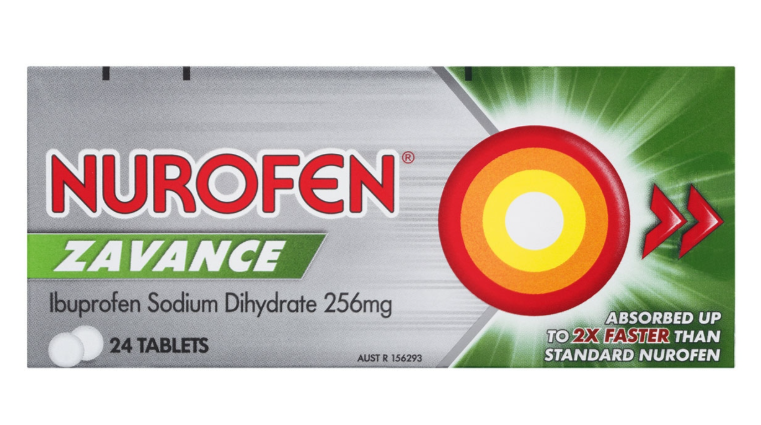 NUROFEN®
ZAVANCE
Ibuprofen Sodium Dihydrate 256mg
24 TABLETS
AUST R 156293
ABSORBED UP
TO 2X FASTER THAN
STANDARD NUROFEN